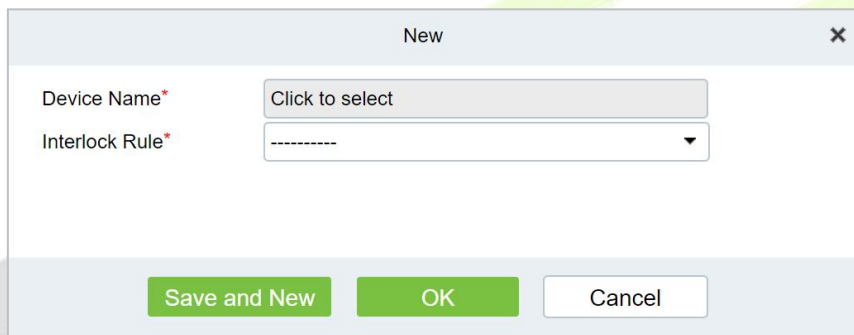 New
Device Name* Click to select
Interlock Rule* ----------
Save and New OK Cancel